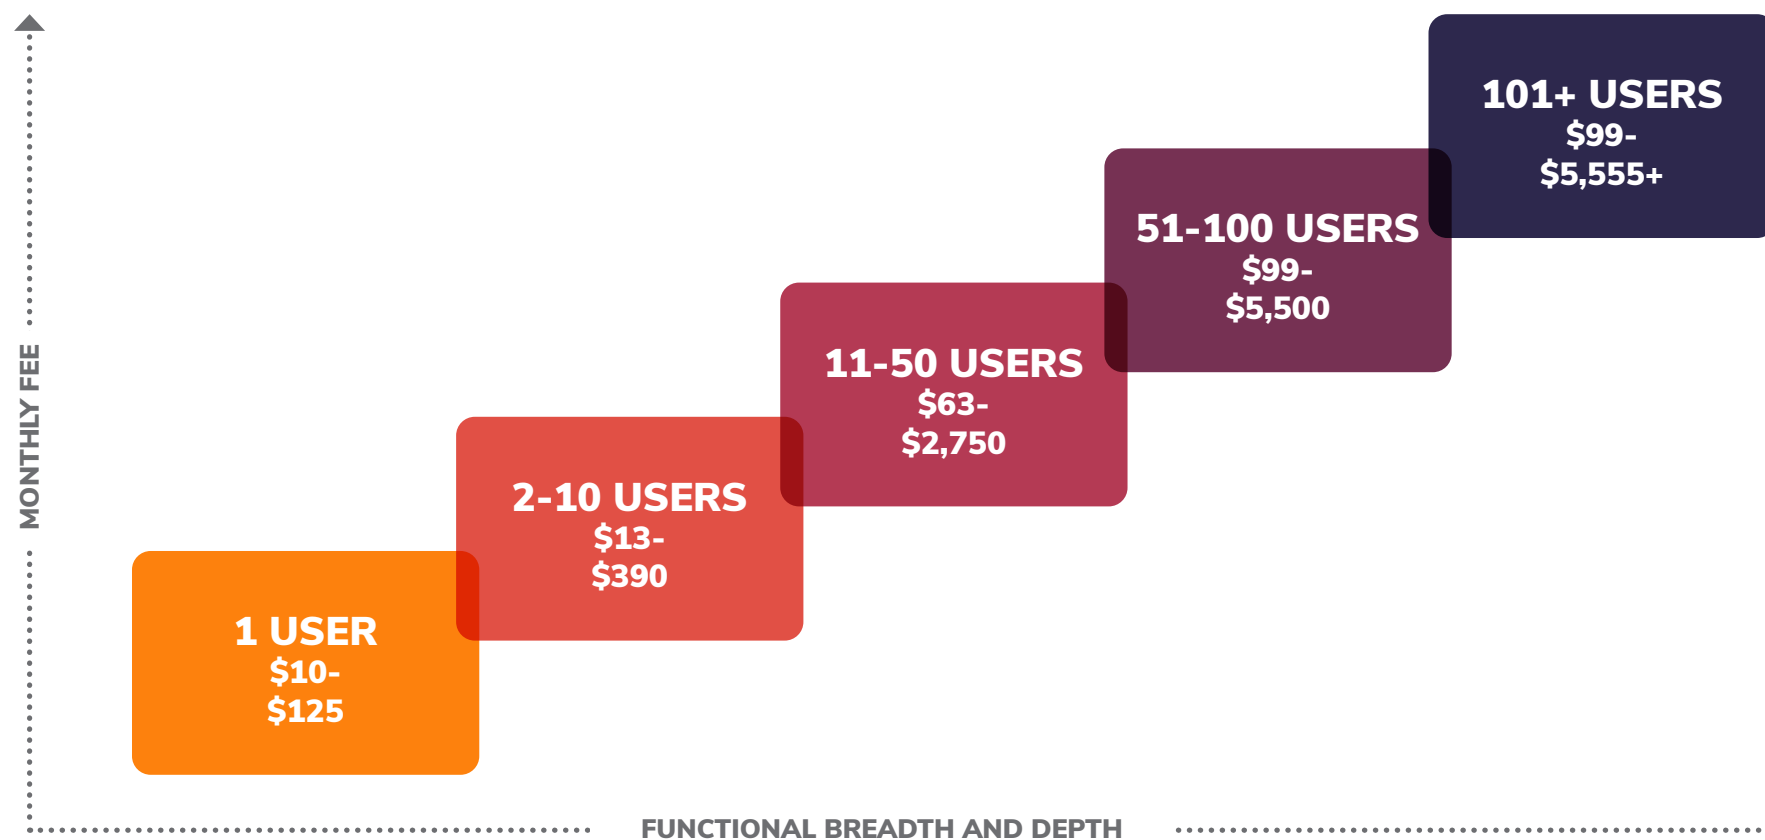 101+ USERS
$99-
$5,555+
51-100 USERS
$99-
$5,500
11-50 USERS
$63-
$2,750
2-10 USERS
$13-
$390
1 USER
$10-
$125
MONTHLY FEE
FUNCTIONAL BREADTH AND DEPTH